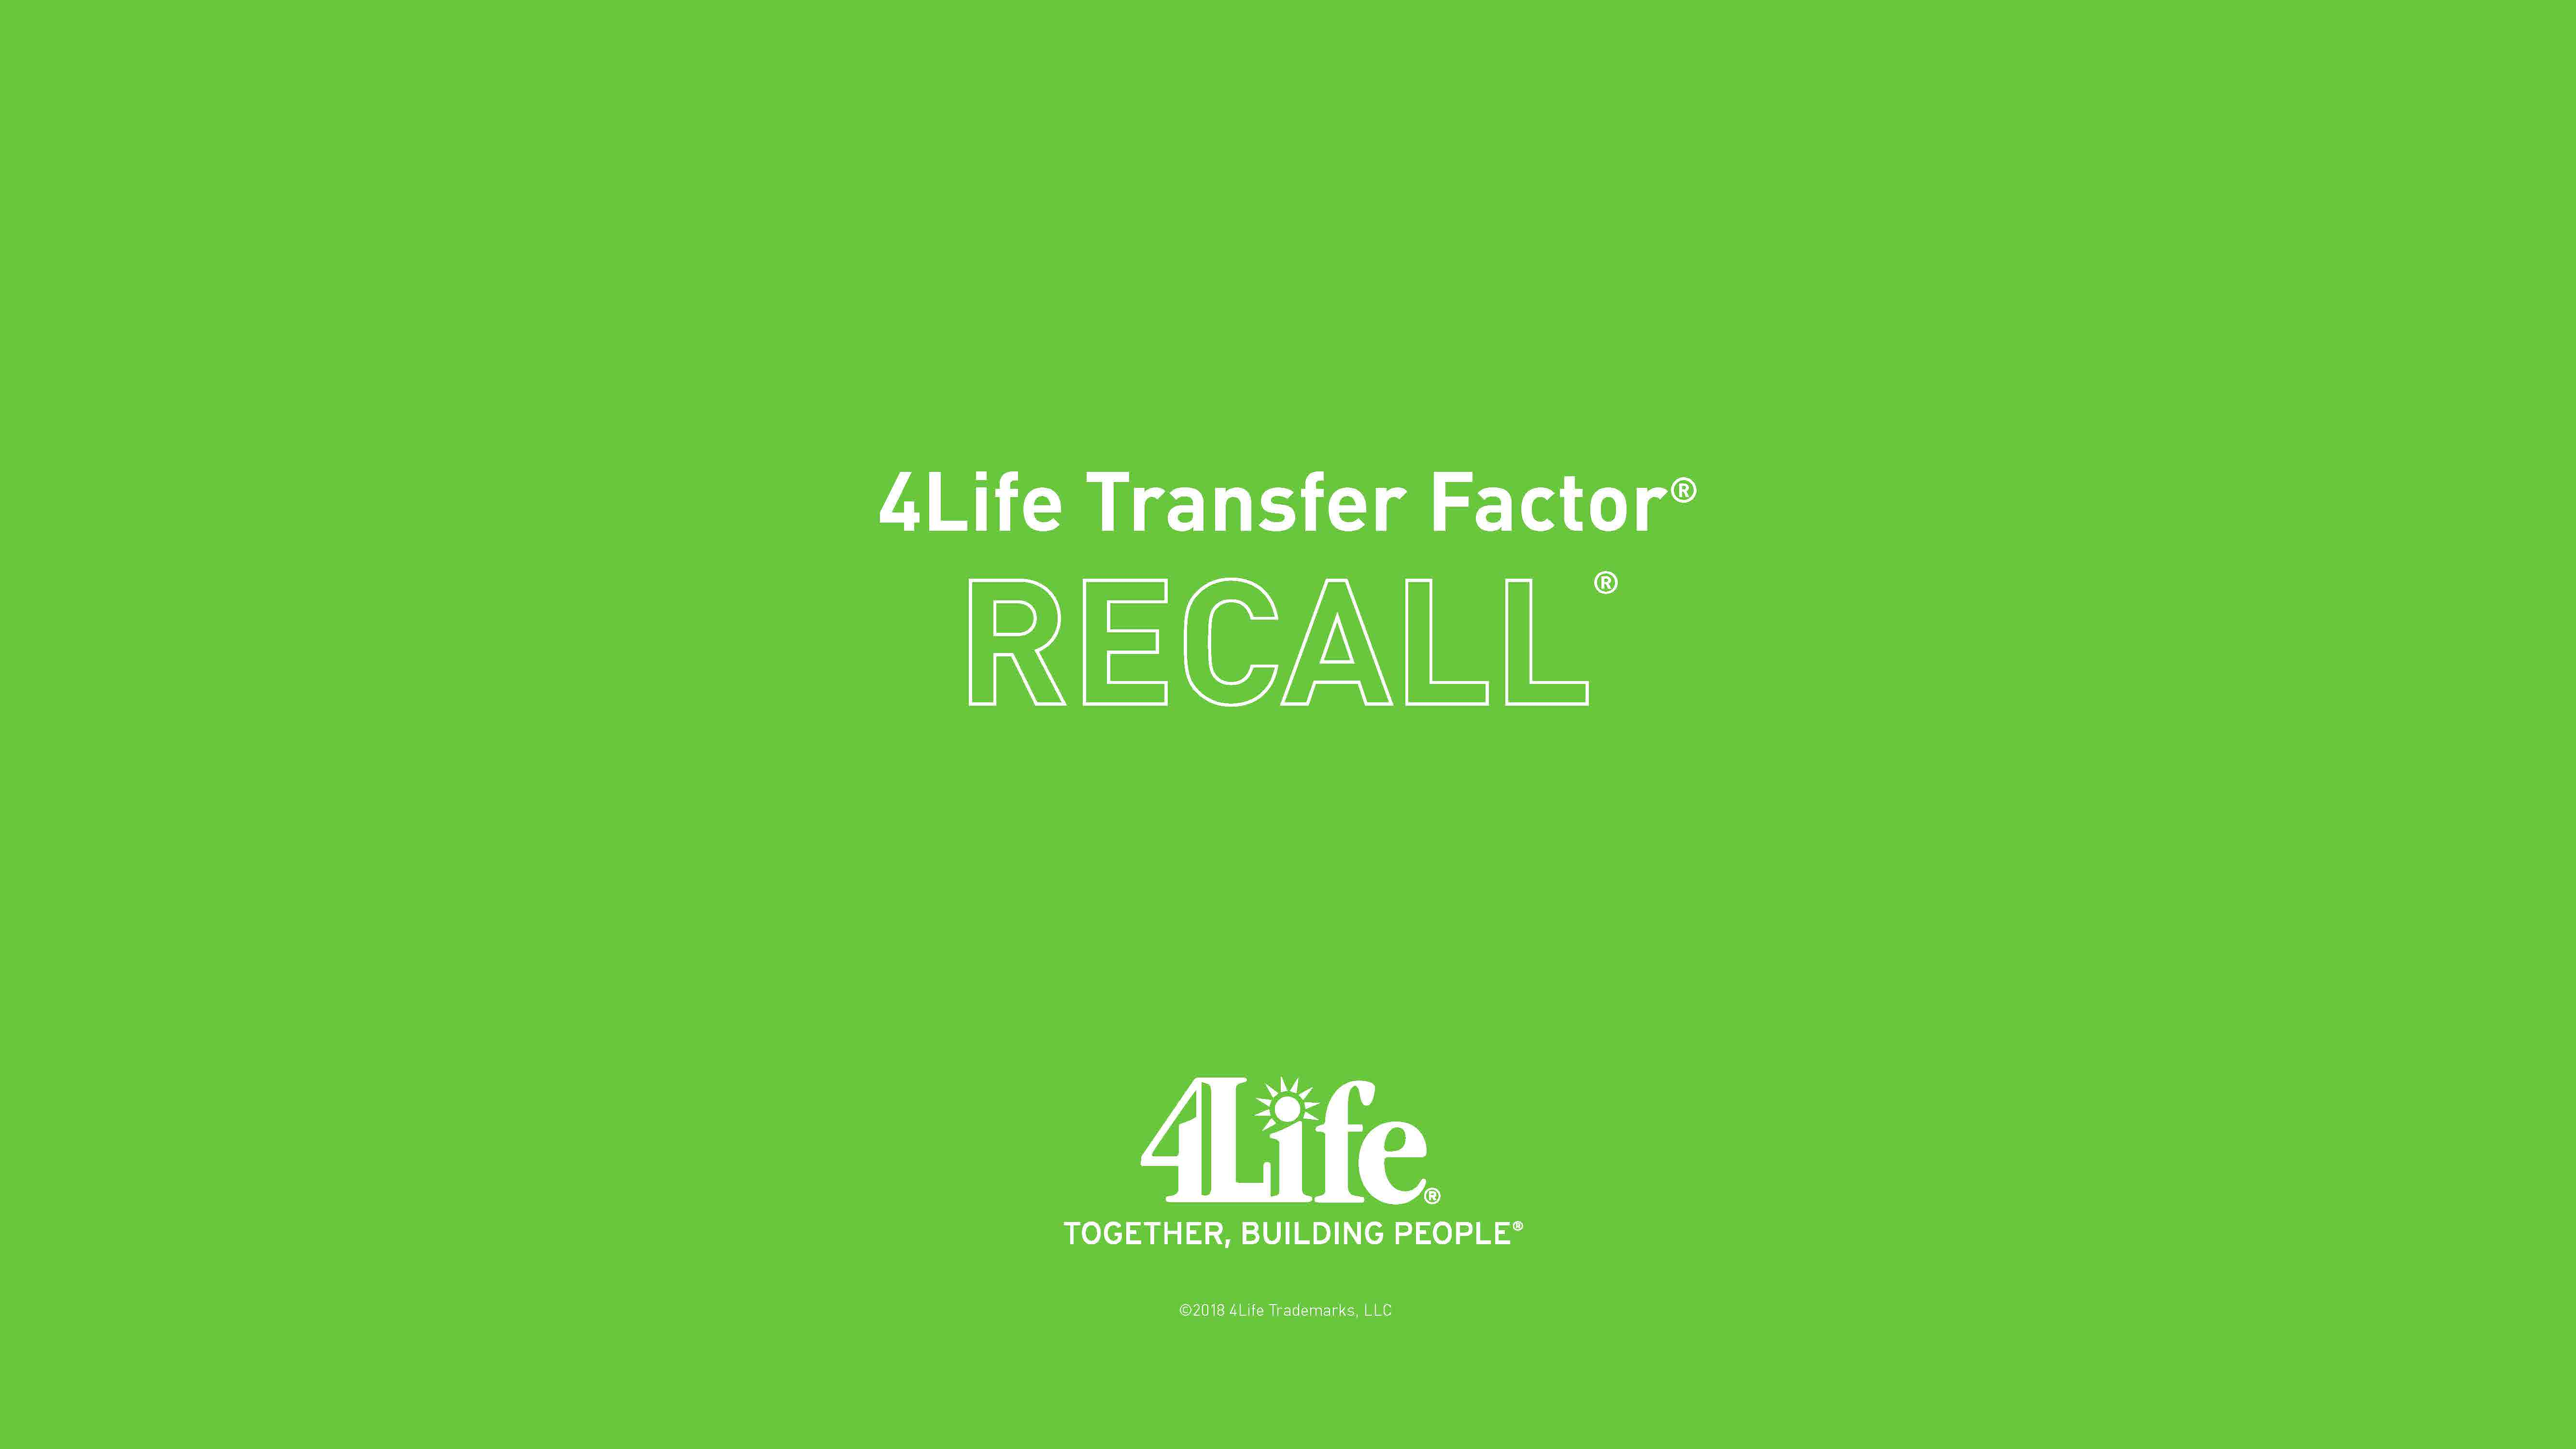 4Life Transfer Factor®
RECALL®
4Life®
TOGETHER, BUILDING PEOPLE®
©2018 4Life Trademarks, LLC